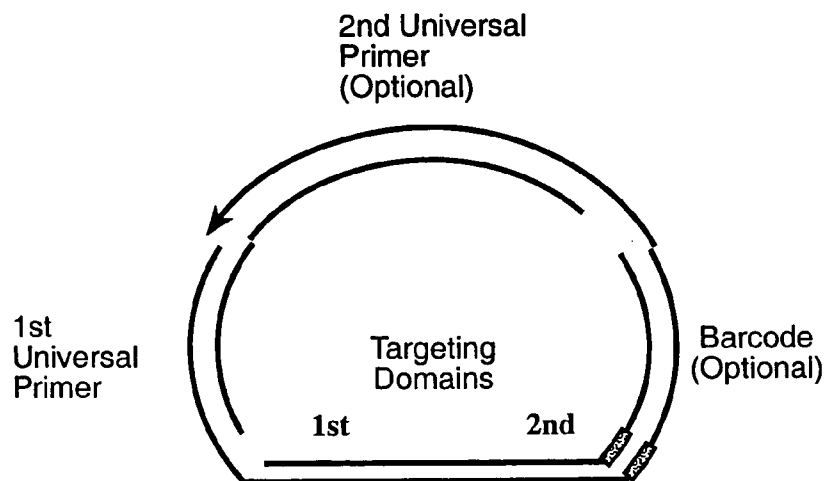 2nd Universal
Primer
(Optional)
1st
Universal
Primer
Targeting
Domains
Barcode
(Optional)
1st
2nd